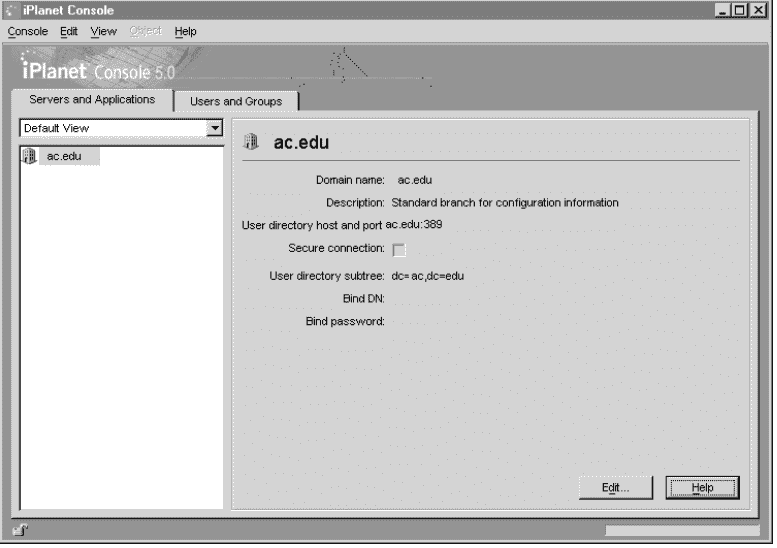 iPlanet Console
Console Edit View Object Help
iPlanet Console 5.0
Servers and Applications Users and Groups
Default View
ac.edu
ac.edu
Domain name: ac.edu
Description: Standard branch for configuration information
User directory host and port ac.edu:389
Secure connection:
User directory subtree: dc=ac,dc=edu
Bind DN:
Bind password:
Edit... Help